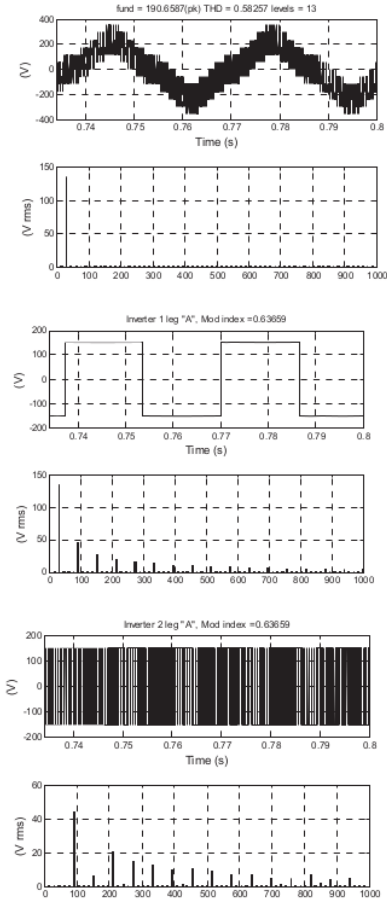 fund = 190.6587(pk) THD = 0.58257 levels = 13
400
200
0
-200
-400
(V)
0.74 0.75 0.76 0.77 0.78 0.79 0.8
Time (s)
150
100
50
0
(V rms)
0 100 200 300 400 500 600 700 800 900 1000
Inverter 1 leg "A", Mod index =0.63659
200
100
0
-100
-200
(V)
0.74 0.75 0.76 0.77 0.78 0.79 0.8
Time (s)
150
100
50
0
(V rms)
0 100 200 300 400 500 600 700 800 900 1000
Inverter 2 leg "A", Mod index =0.63659
200
100
0
-100
-200
(V)
0.74 0.75 0.76 0.77 0.78 0.79 0.8
Time (s)
60
40
20
0
(V rms)
0 100 200 300 400 500 600 700 800 900 1000